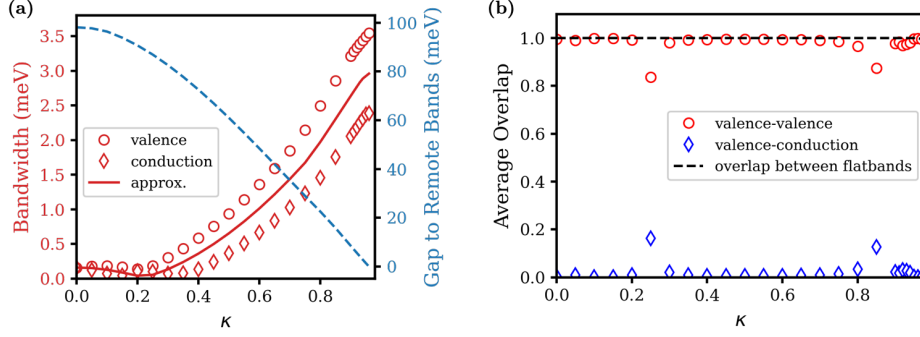 (a)
3.5
3.0
2.5
2.0
1.5
1.0
0.5
0.0
Bandwidth (meV)
valence
conduction
approx.
100
80
60
40
20
0
Gap to Remote Bands (meV)
0.0 0.2 0.4 0.6 0.8
κ
(b)
1.0
0.8
0.6
0.4
0.2
0.0
Average Overlap
valence-valence
valence-conduction
overlap between flatbands
0.0 0.2 0.4 0.6 0.8
κ